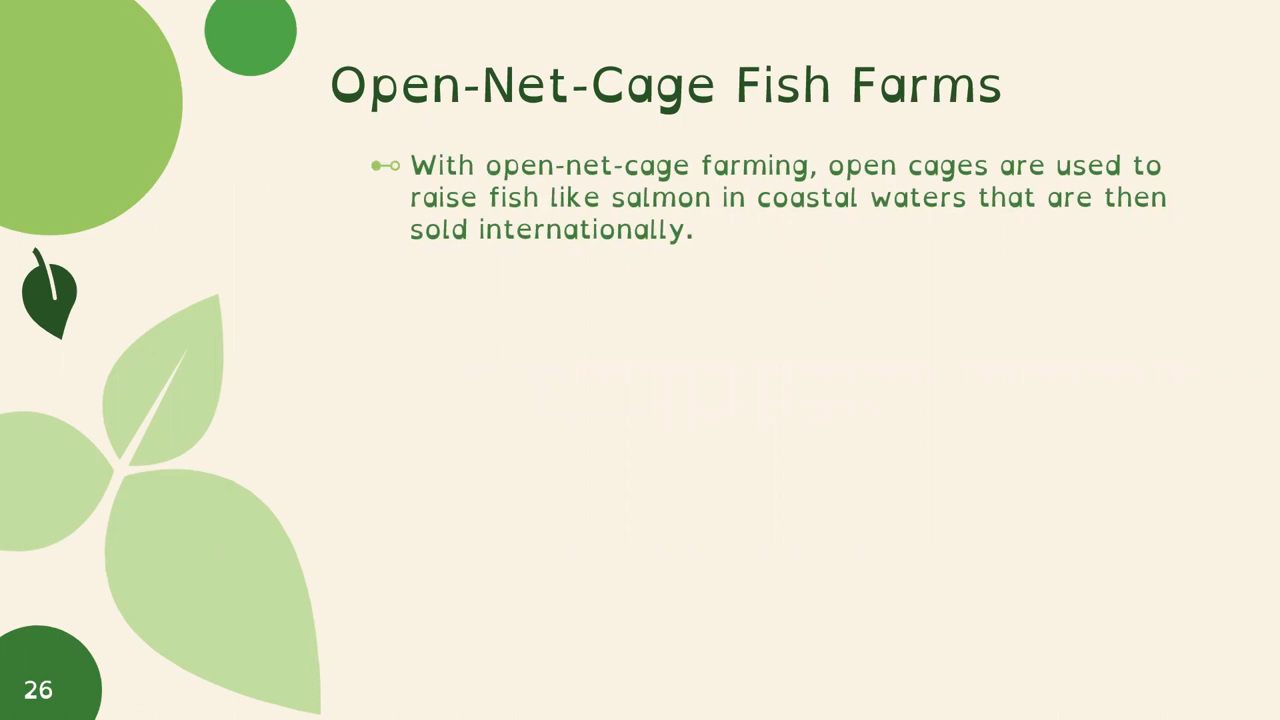 Open-Net-Cage Fish Farms
With open-net-cage farming, open cages are used to
raise fish like salmon in coastal waters that are then
sold internationally.
26